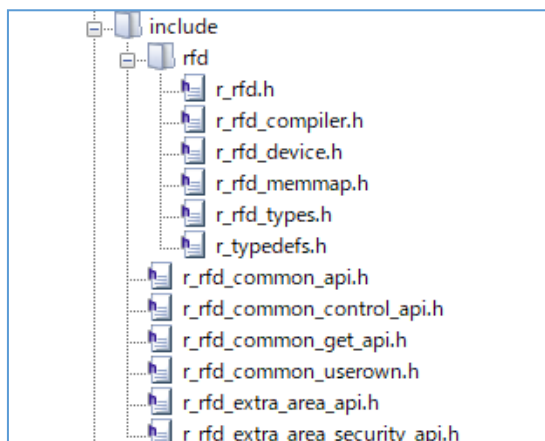 include
rfd
r_rfd.h
r_rfd_compiler.h
r_rfd_device.h
r_rfd_memmap.h
r_rfd_types.h
r_typedefs.h
r_rfd_common_api.h
r_rfd_common_control_api.h
r_rfd_common_get_api.h
r_rfd_common_userown.h
r_rfd_extra_area_api.h
r_rfd_extra_area_security_api.h